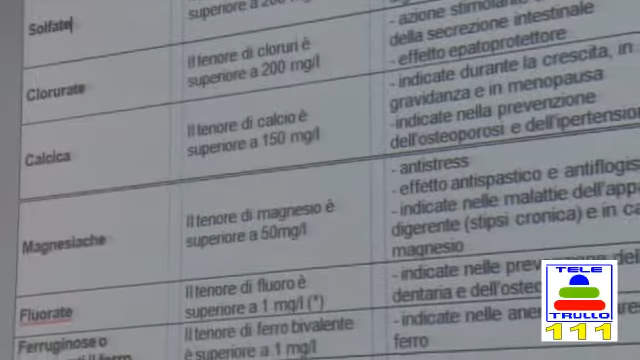 Solfate
superiore a 200 mg/l
- azione stimolante
della secrezione intestinale
- effetto epatoprotettore
Clorurate
Il tenore di cloruri è
superiore a 200 mg/l
- indicate durante la crescita, in
gravidanza e in menopausa
Calcica
Il tenore di calcio è
superiore a 150 mg/l
-indicate nella prevenzione
dell'osteoporosi e dell'ipertension
Magnesiache
Il tenore di magnesio è
superiore a 50mg/l
- antistress
- effetto antispastico e antiflogis
- indicate nelle malattie dell'app
digerente (stipsi cronica) e in ca
magnesio
Fluorate
Il tenore di fluoro è
superiore a 1 mg/l (*)
- indicate nelle
dentaria e
Ferruginose o
Il tenore di ferro bivalente
è superiore a 1 mg/l
- indicate nelle
ferro
TELE
TRULLO
111